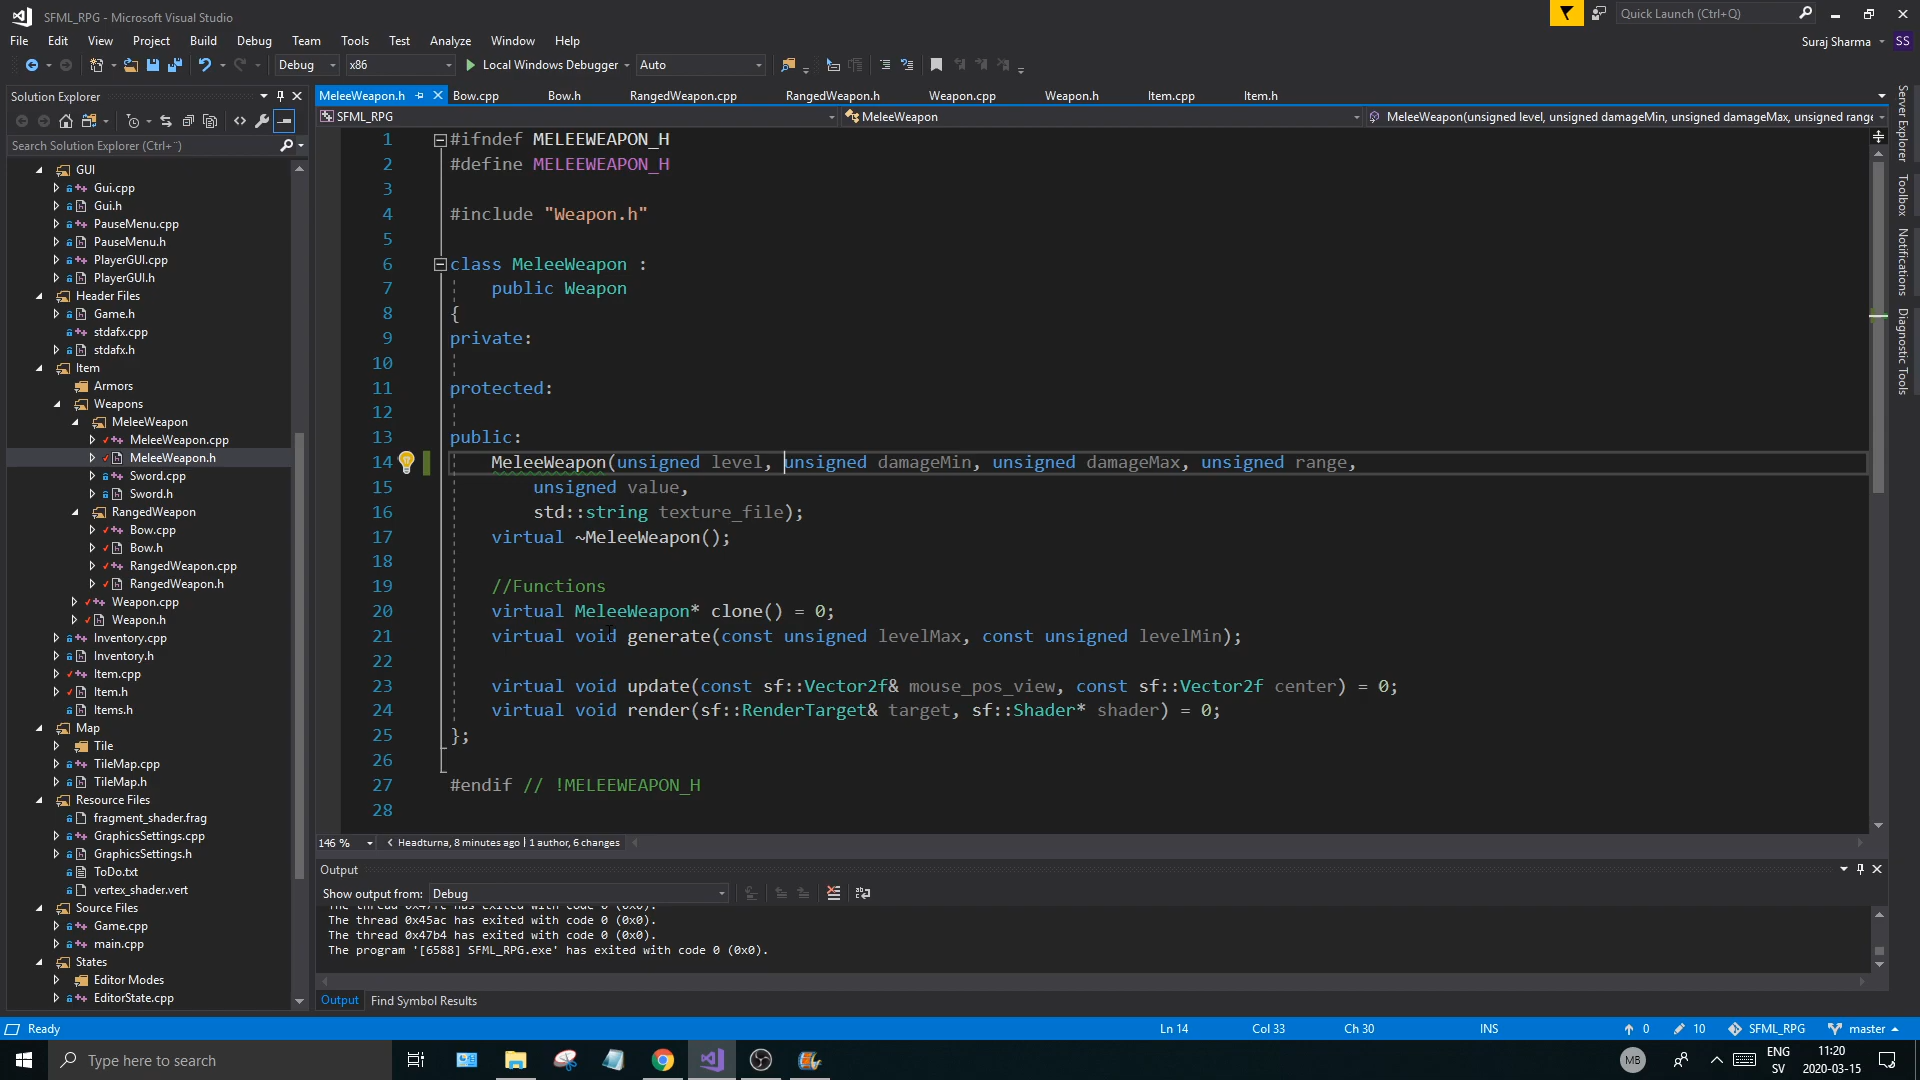 SFML_RPG - Microsoft Visual Studio
Quick Launch (Ctrl+Q)
File Edit View Project Build Debug Team Tools Test Analyze Window Help
Suraj Sharma SS
Debug x86 Local Windows Debugger Auto
Solution Explorer
Search Solution Explorer (Ctrl+¨)
GUI
Gui.cpp
Gui.h
PauseMenu.cpp
PauseMenu.h
PlayerGUI.cpp
PlayerGUI.h
Header Files
Game.h
stdafx.cpp
stdafx.h
Item
Armors
Weapons
MeleeWeapon
MeleeWeapon.cpp
MeleeWeapon.h
Sword.cpp
Sword.h
RangedWeapon
Bow.cpp
Bow.h
RangedWeapon.cpp
RangedWeapon.h
Weapon.cpp
Weapon.h
Inventory.cpp
Inventory.h
Item.cpp
Item.h
Items.h
Map
Tile
TileMap.cpp
TileMap.h
Resource Files
fragment_shader.frag
GraphicsSettings.cpp
GraphicsSettings.h
ToDo.txt
vertex_shader.vert
Source Files
Game.cpp
main.cpp
States
Editor Modes
EditorState.cpp
MeleeWeapon.h Bow.cpp Bow.h RangedWeapon.cpp RangedWeapon.h Weapon.cpp Weapon.h Item.cpp Item.h
SFML_RPG MeleeWeapon MeleeWeapon(unsigned level, unsigned damageMin, unsigned damageMax, unsigned range
1 #ifndef MELEEWEAPON_H
2 #define MELEEWEAPON_H
3
4 #include "Weapon.h"
5
6 class MeleeWeapon :
7 public Weapon
8 {
9 private:
10
11 protected:
12
13 public:
14 MeleeWeapon(unsigned level, unsigned damageMin, unsigned damageMax, unsigned range,
15 unsigned value,
16 std::string texture_file);
17 virtual ~MeleeWeapon();
18
19 //Functions
20 virtual MeleeWeapon* clone() = 0;
21 virtual void generate(const unsigned levelMax, const unsigned levelMin);
22
23 virtual void update(const sf::Vector2f& mouse_pos_view, const sf::Vector2f center) = 0;
24 virtual void render(sf::RenderTarget& target, sf::Shader* shader) = 0;
25 };
26
27 #endif // !MELEEWEAPON_H
28
146 % Headturna, 8 minutes ago | 1 author, 6 changes
Output
Show output from: Debug
The thread 0x45ac has exited with code 0 (0x0).
The thread 0x47b4 has exited with code 0 (0x0).
The program '[6588] SFML_RPG.exe' has exited with code 0 (0x0).
Output Find Symbol Results
Server Explorer
Toolbox
Notifications
Diagnostic Tools
Ready Ln 14 Col 33 Ch 30 INS 0 10 SFML_RPG master
Type here to search
MB
ENG
SV
11:20
2020-03-15